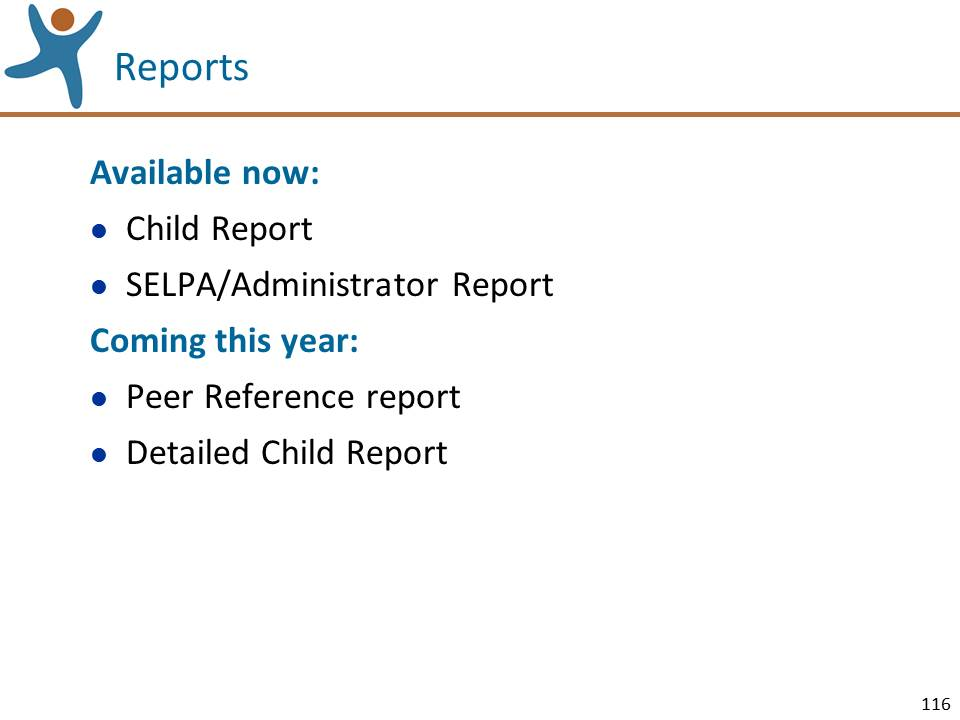 Reports
Available now:
● Child Report
● SELPA/Administrator Report
Coming this year:
● Peer Reference report
● Detailed Child Report
116